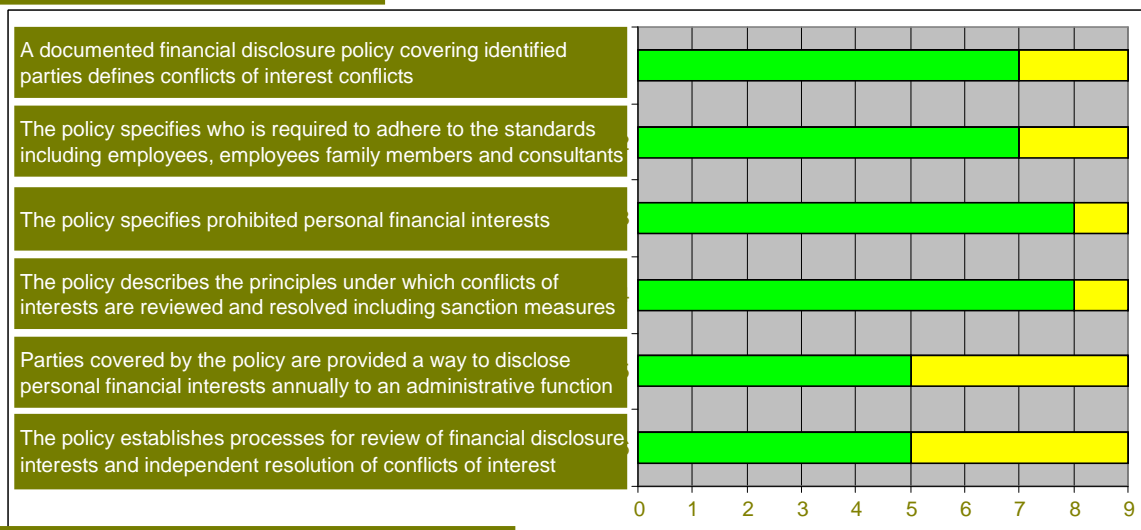 A documented financial disclosure policy covering identified
parties defines conflicts of interest conflicts
The policy specifies who is required to adhere to the standards
including employees, employees family members and consultants
The policy specifies prohibited personal financial interests
The policy describes the principles under which conflicts of
interests are reviewed and resolved including sanction measures
Parties covered by the policy are provided a way to disclose
personal financial interests annually to an administrative function
The policy establishes processes for review of financial disclosure
interests and independent resolution of conflicts of interest
0 1 2 3 4 5 6 7 8 9